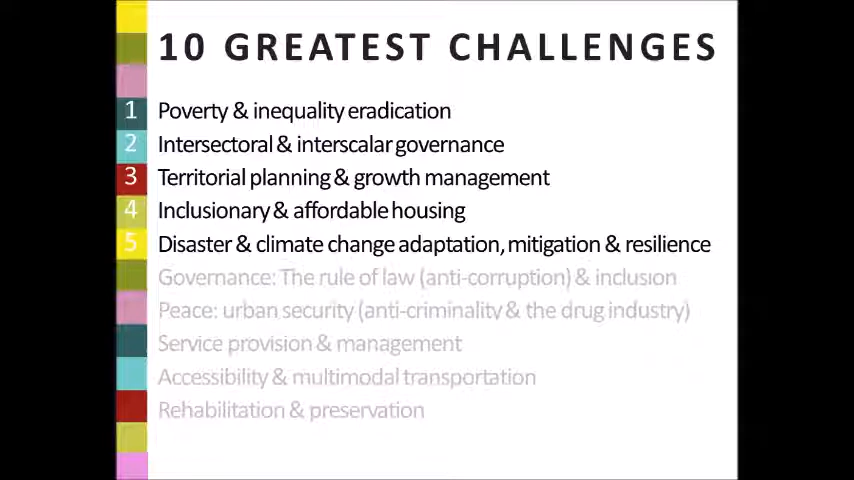 10 GREATEST CHALLENGES
1 Poverty & inequality eradication
2 Intersectoral & interscalar governance
3 Territorial planning & growth management
4 Inclusionary & affordable housing
5 Disaster & climate change adaptation, mitigation & resilience
Governance: The rule of law (anti-corruption) & inclusion
Peace: urban security (anti-criminality & the drug industry)
Service provision & management
Accessibility & multimodal transportation
Rehabilitation & preservation